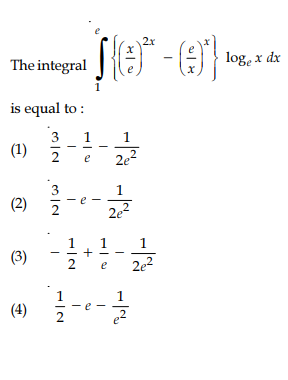 The integral ∫₁ᵉ {(x/e)^{2x} − (e/x)^x} logₑ x dx
is equal to :
(1) 3/2 − 1/e − 1/(2e²)
(2) 3/2 − e − 1/(2e²)
(3) −1/2 + 1/e − 1/(2e²)
(4) 1/2 − e − 1/e²